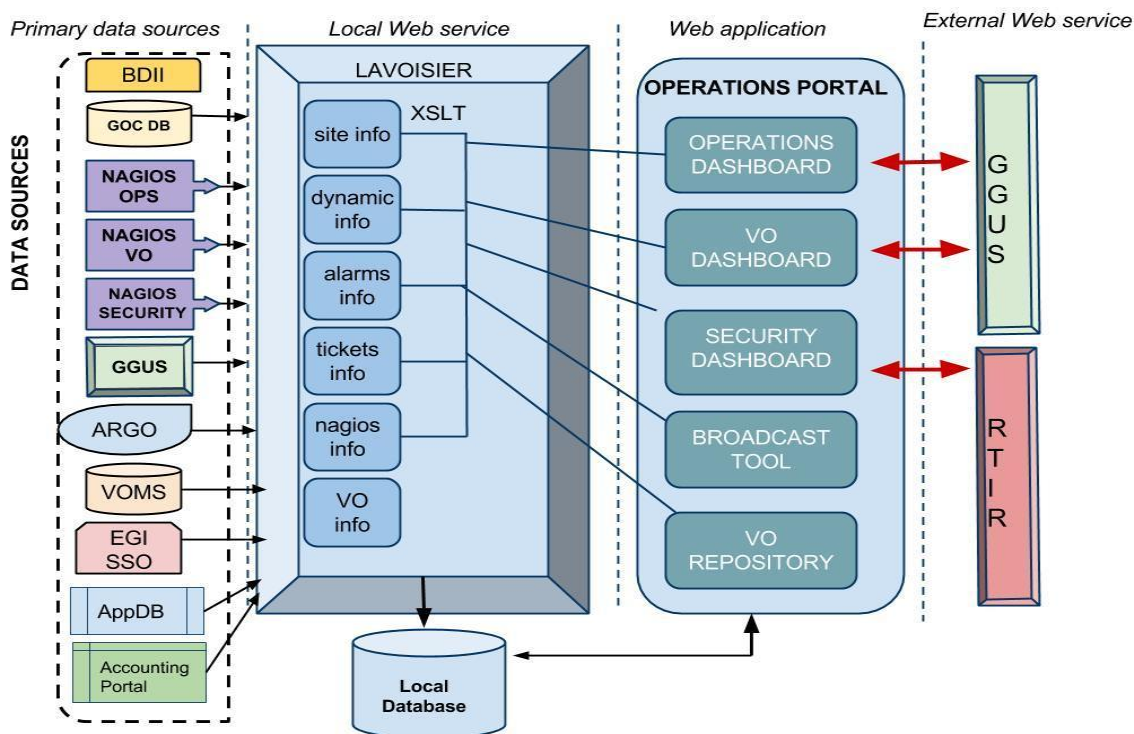 Primary data sources
Local Web service
Web application
External Web service
DATA SOURCES
BDII
GOC DB
NAGIOS
OPS
NAGIOS
VO
NAGIOS
SECURITY
GGUS
ARGO
VOMS
EGI
SSO
AppDB
Accounting
Portal
LAVOISIER
XSLT
site info
dynamic
info
alarms
info
tickets
info
nagios
info
VO
info
Local
Database
OPERATIONS PORTAL
OPERATIONS
DASHBOARD
VO
DASHBOARD
SECURITY
DASHBOARD
BROADCAST
TOOL
VO
REPOSITORY
G
G
U
S
R
T
I
R